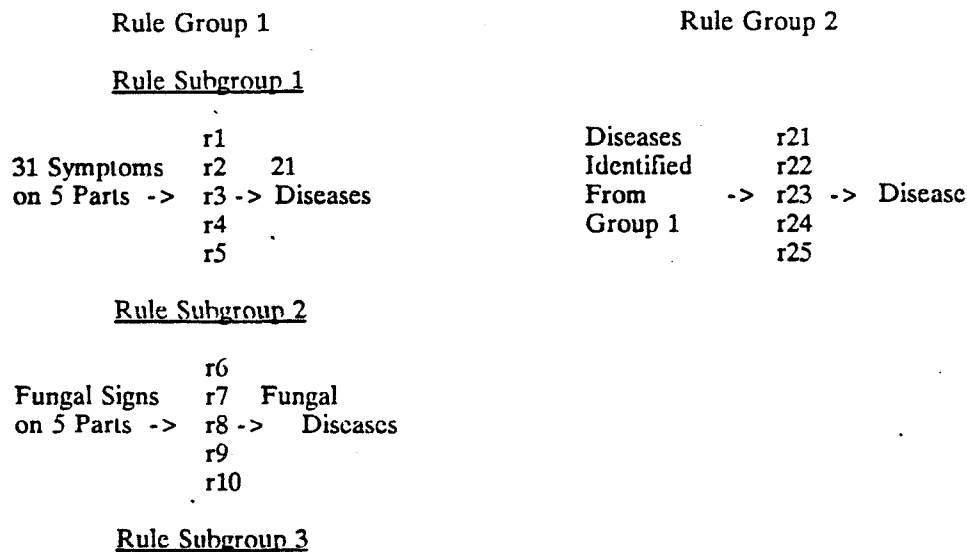 Rule Group 1
Rule Subgroup 1
r1
31 Symptoms r2 21
on 5 Parts -> r3 -> Diseases
r4
r5
Rule Subgroup 2
r6
Fungal Signs r7 Fungal
on 5 Parts -> r8 -> Diseases
r9
r10
Rule Subgroup 3
Rule Group 2
Diseases r21
Identified r22
From -> r23 -> Disease
Group 1 r24
r25